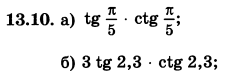 13.10. а) tg π/5 · ctg π/5;
б) 3 tg 2,3 · ctg 2,3;